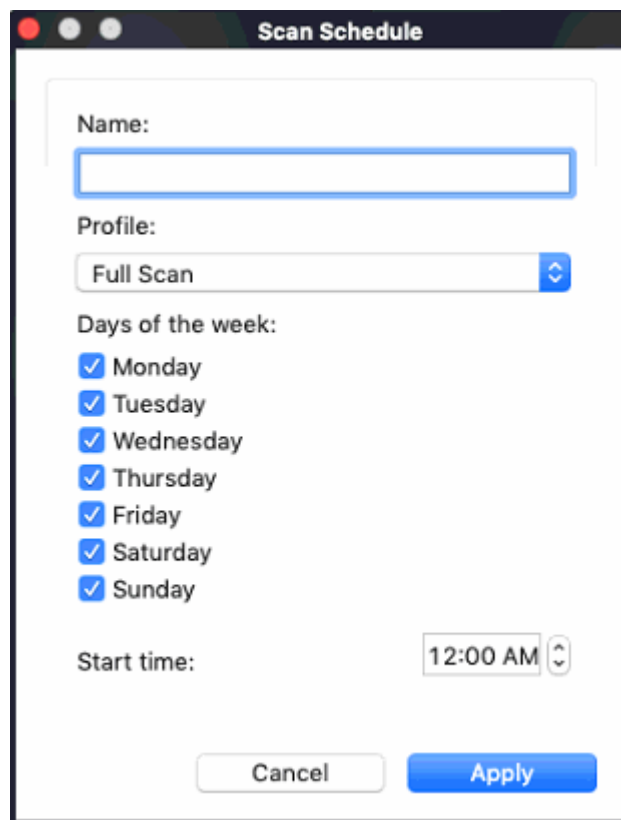 Scan Schedule
Name:
Profile:
Full Scan
Days of the week:
Monday
Tuesday
Wednesday
Thursday
Friday
Saturday
Sunday
Start time: 12:00 AM
Cancel Apply